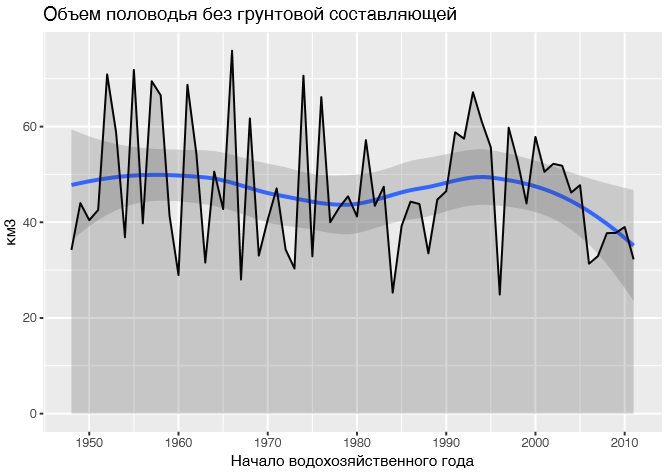 Объем половодья без грунтовой составляющей
60
40
20
0
км3
1950 1960 1970 1980 1990 2000 2010
Начало водохозяйственного года